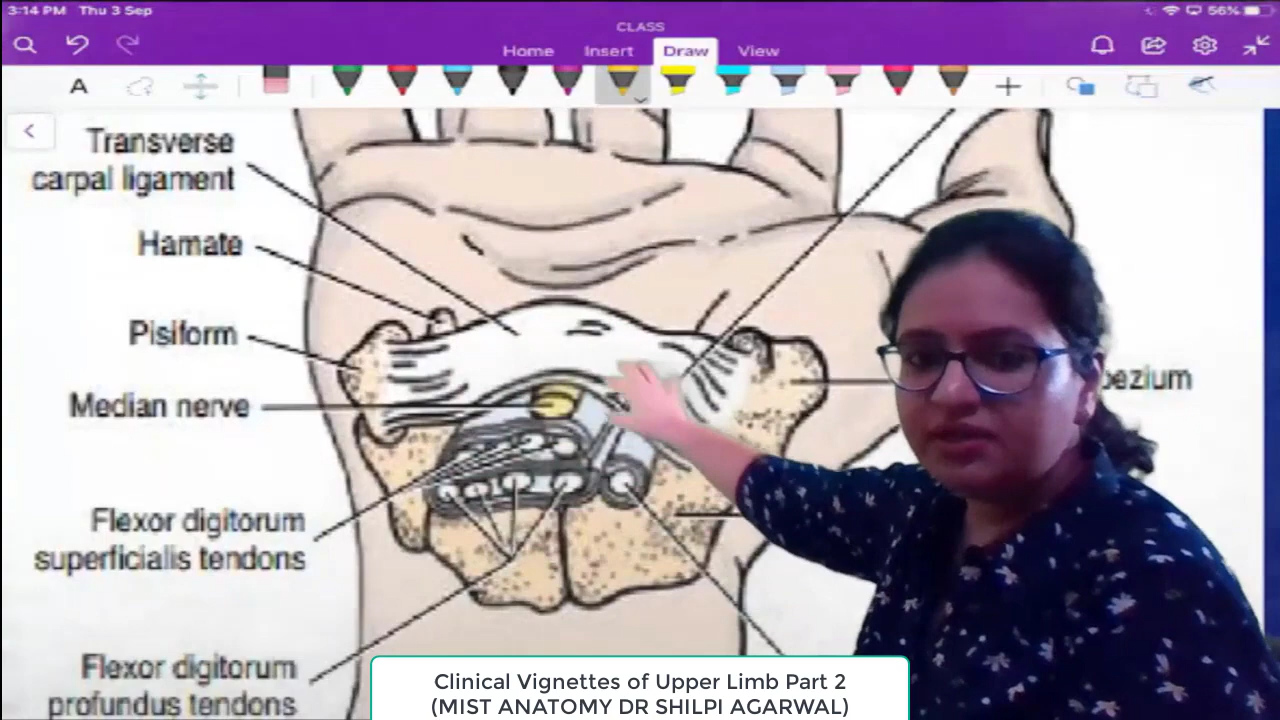 3:14 PM Thu 3 Sep
56%
CLASS
Home Insert Draw View
A
Transverse
carpal ligament
Hamate
Pisiform
Median nerve
Flexor digitorum
superficialis tendons
Flexor digitorum
profundus tendons
Clinical Vignettes of Upper Limb Part 2
(MIST ANATOMY DR SHILPI AGARWAL)